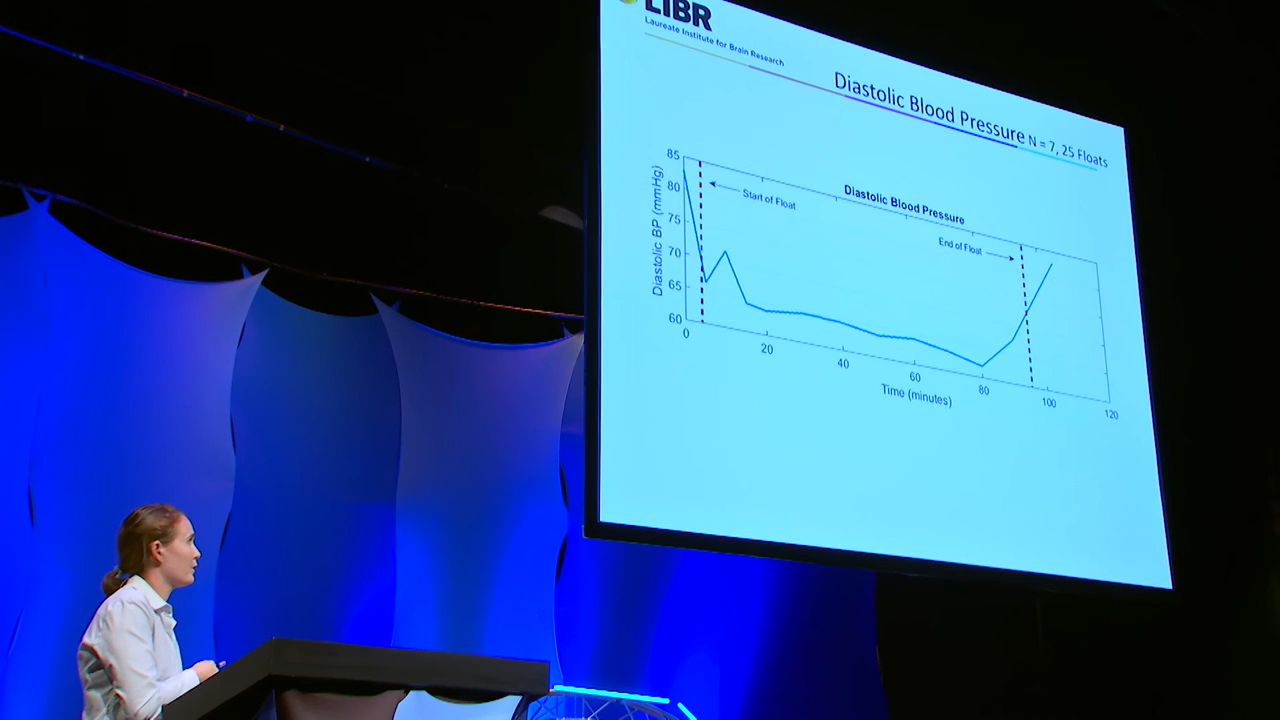 LIBR
Laureate Institute for Brain Research
Diastolic Blood Pressure N = 7, 25 Floats
Diastolic Blood Pressure
Start of Float
End of Float
Diastolic BP (mmHg)
85
80
75
70
65
60
0
20
40
60
80
100
120
Time (minutes)